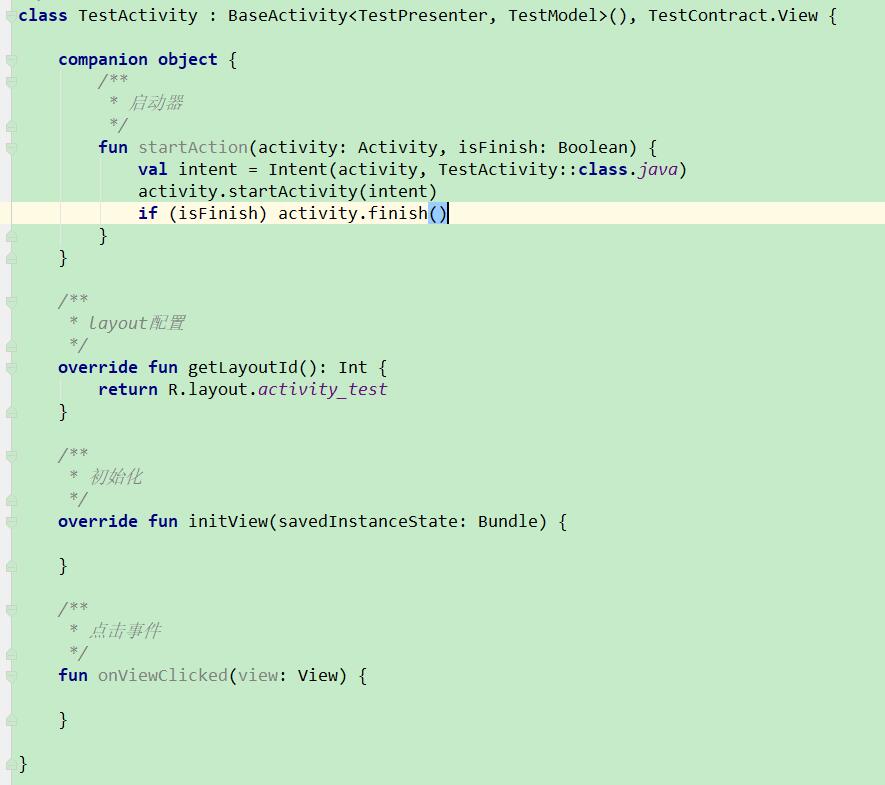 class TestActivity : BaseActivity<TestPresenter, TestModel>(), TestContract.View {
companion object {
/**
* 启动器
*/
fun startAction(activity: Activity, isFinish: Boolean) {
val intent = Intent(activity, TestActivity::class.java)
activity.startActivity(intent)
if (isFinish) activity.finish()
}
}
/**
* layout配置
*/
override fun getLayoutId(): Int {
return R.layout.activity_test
}
/**
* 初始化
*/
override fun initView(savedInstanceState: Bundle) {
}
/**
* 点击事件
*/
fun onViewClicked(view: View) {
}
}